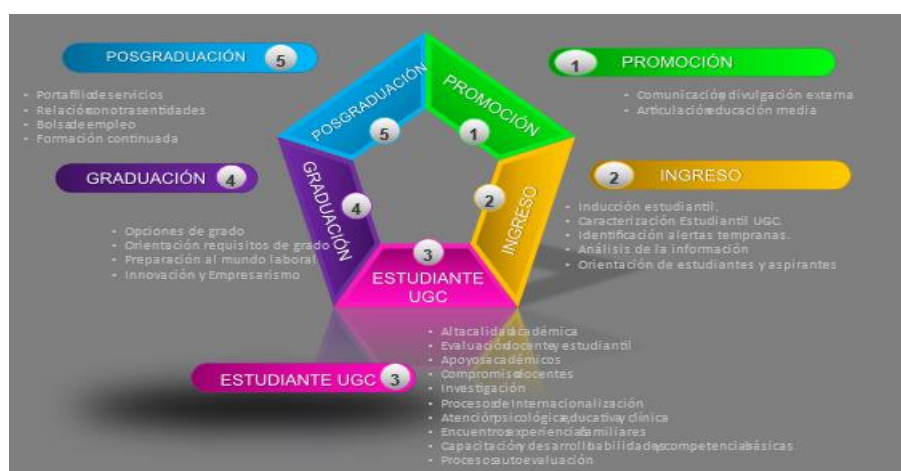 POSGRADUACIÓN 5
• Portafilio de servicios
• Relación con otras entidades
• Bolsa de empleo
• Formación continuada
GRADUACIÓN 4
• Opciones de grado
• Orientación requisitos de grado
• Preparación al mundo laboral
• Innovación y Empresarismo
POSGRADUACIÓN
5
PROMOCIÓN
1
INGRESO
2
3
ESTUDIANTE
UGC
GRADUACIÓN
4
1 PROMOCIÓN
• Comunicación y divulgación externa
• Articulación educación media
2 INGRESO
• Inducción estudiantil.
• Caracterización Estudiantil UGC.
• Identificación alertas tempranas.
• Análisis de la información
• Orientación de estudiantes y aspirantes
ESTUDIANTE UGC 3
• Alta calidad académica
• Evaluación docente y estudiantil
• Apoyos académicos
• Compromiso docentes
• Investigación
• Procesos de Internacionalización
• Atención psicológica, educativa y clínica
• Encuentros experiencias familiares
• Capacitación y desarrollo habilidades y competencias básicas
• Procesos autoevaluación